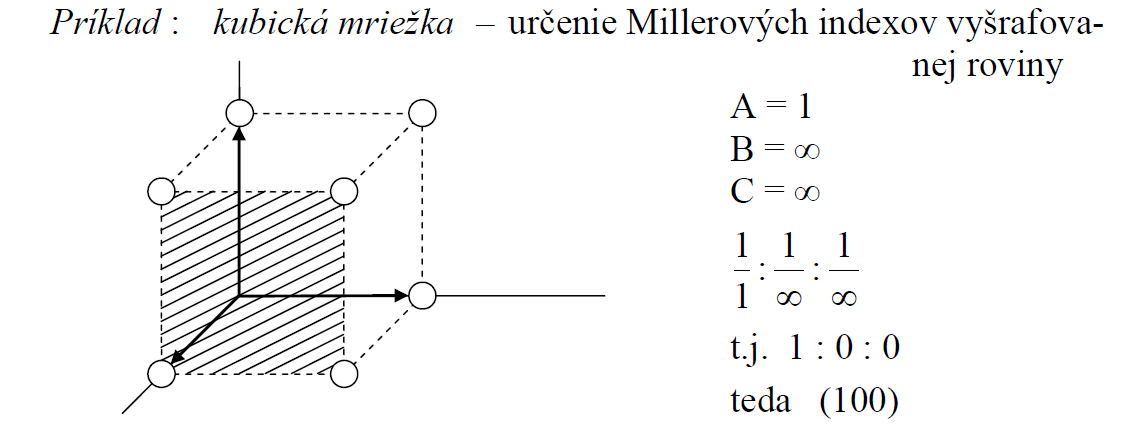 Príklad : kubická mriežka – určenie Millerových indexov vyšrafova-
nej roviny
A = 1
B = ∞
C = ∞
1/1 : 1/∞ : 1/∞
t.j. 1 : 0 : 0
teda (100)